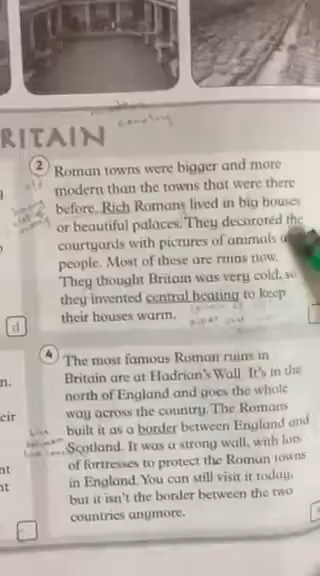 RITAIN
2 Roman towns were bigger and more
modern than the towns that were there
before. Rich Romans lived in big houses
or beautiful palaces. They decorated the
courtyards with pictures of animals
people. Most of these are ruins now.
They thought Britain was very cold, so
they invented central heating to keep
their houses warm.
d
4 The most famous Roman ruins in
Britain are at Hadrian's Wall. It's in the
n.
north of England and goes the whole
eir
way across the country. The Romans
built it as a border between England and
Scotland. It was a strong wall, with lots
nt
of fortresses to protect the Roman towns
nt
in England. You can still visit it today,
but it isn't the border between the two
countries anymore.